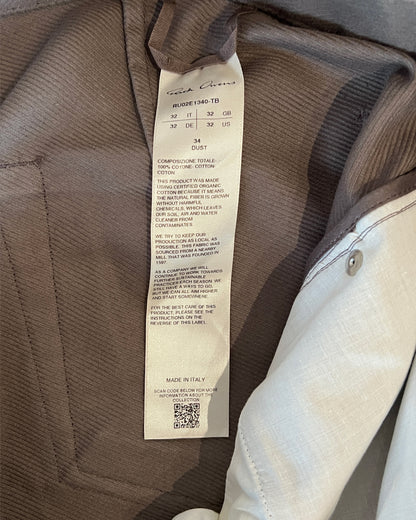 Rick Owens
RU02E1340-TB
32 IT 32 GB
32 DE 32 US
34
DUST
COMPOSIZIONE TOTALE:
100% COTONE- COTTON-
COTON
THIS PRODUCT WAS MADE
USING CERTIFIED ORGANIC
COTTON BECAUSE IT MEANS
THE NATURAL FIBER IS GROWN
WITHOUT HARMFUL
CHEMICALS, WHICH LEAVES
OUR SOIL, AIR AND WATER
CLEANER FROM
CONTAMINATES
WE TRY TO KEEP OUR
PRODUCTION AS LOCAL AS
POSSIBLE. THIS FABRIC WAS
SOURCED FROM A NEARBY
MILL THAT WAS FOUNDED IN
1987.
AS A COMPANY WE WILL
CONTINUE TO WORK TOWARDS
FURTHER SUSTAINABLE
PRACTICES EACH SEASON. WE
STILL HAVE A WAYS TO GO,
BUT WE CAN ALL AIM HIGHER
AND START SOMEWHERE.
FOR THE BEST CARE OF THIS
PRODUCT, PLEASE SEE THE
INSTRUCTIONS ON THE
REVERSE OF THIS LABEL.
MADE IN ITALY
SCAN CODE BELOW FOR MORE
INFORMATION ABOUT THE
COLLECTION